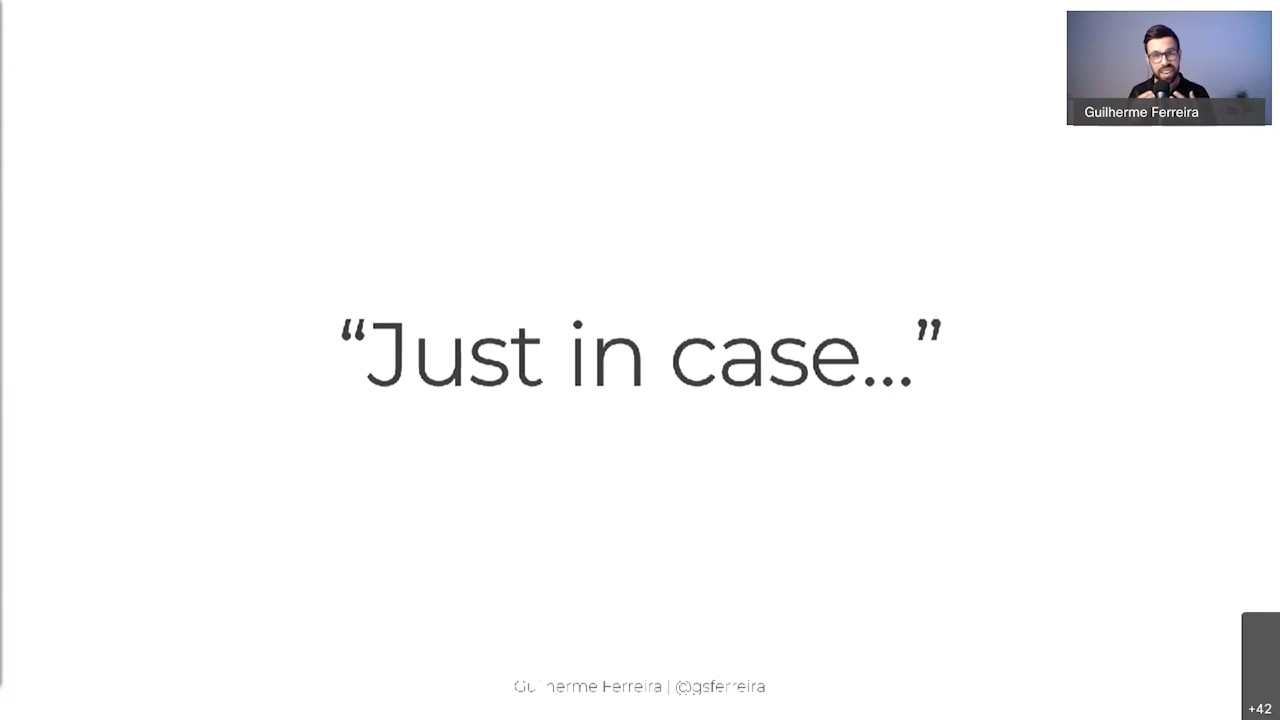 Guilherme Ferreira
“Just in case...”
Guilherme Ferreira | @gsferreira
+42